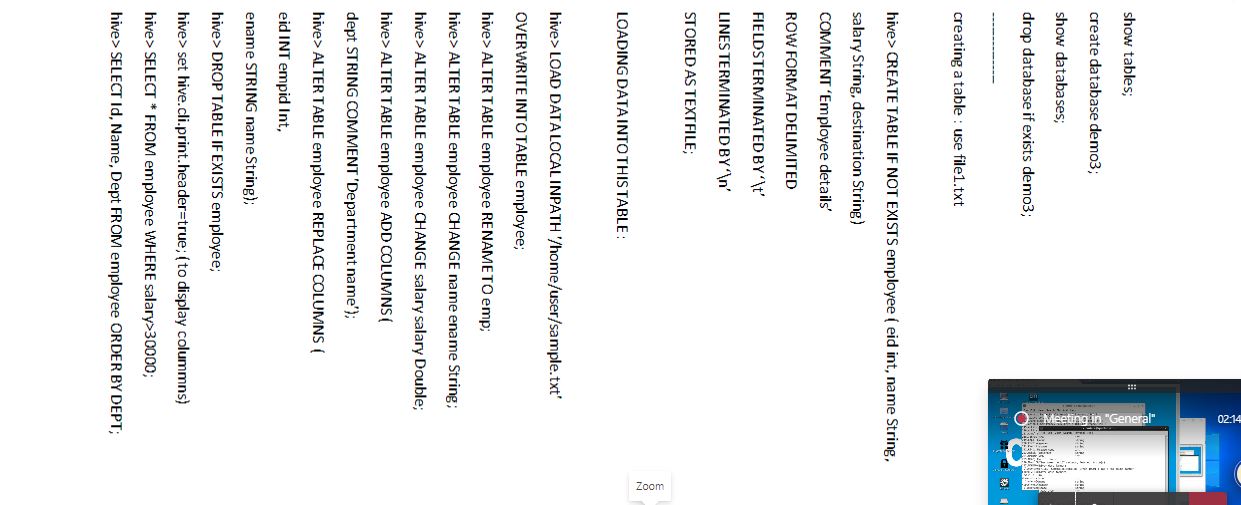 show tables;
create database demo3;
show databases;
drop database if exists demo3;
--------------------
creating a table : use file1.txt
hive> CREATE TABLE IF NOT EXISTS employee ( eid int, name String,
salary String, destination String)
COMMENT ‘Employee details’
ROW FORMAT DELIMITED
FIELDS TERMINATED BY ‘\t’
LINES TERMINATED BY ‘\n’
STORED AS TEXTFILE;
LOADING DATA INTO THIS TABLE :
hive> LOAD DATA LOCAL INPATH '/home/user/sample.txt'
OVERWRITE INTO TABLE employee;
hive> ALTER TABLE employee RENAME TO emp;
hive> ALTER TABLE employee CHANGE name ename String;
hive> ALTER TABLE employee CHANGE salary salary Double;
hive> ALTER TABLE employee ADD COLUMNS (
dept STRING COMMENT 'Department name');
hive> ALTER TABLE employee REPLACE COLUMNS (
eid INT empid Int,
ename STRING name String);
hive> DROP TABLE IF EXISTS employee;
hive> set hive.cli.print.header=true; ( to display colummns)
hive> SELECT * FROM employee WHERE salary>30000;
hive> SELECT Id, Name, Dept FROM employee ORDER BY DEPT;
Meeting in "General"
02:14
Zoom